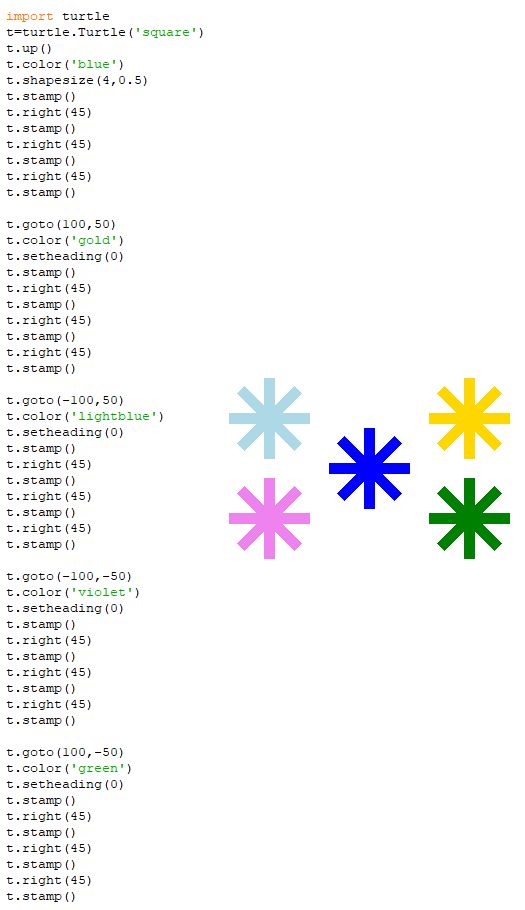 import turtle
t=turtle.Turtle('square')
t.up()
t.color('blue')
t.shapesize(4,0.5)
t.stamp()
t.right(45)
t.stamp()
t.right(45)
t.stamp()
t.right(45)
t.stamp()

t.goto(100,50)
t.color('gold')
t.setheading(0)
t.stamp()
t.right(45)
t.stamp()
t.right(45)
t.stamp()
t.right(45)
t.stamp()

t.goto(-100,50)
t.color('lightblue')
t.setheading(0)
t.stamp()
t.right(45)
t.stamp()
t.right(45)
t.stamp()
t.right(45)
t.stamp()

t.goto(-100,-50)
t.color('violet')
t.setheading(0)
t.stamp()
t.right(45)
t.stamp()
t.right(45)
t.stamp()
t.right(45)
t.stamp()

t.goto(100,-50)
t.color('green')
t.setheading(0)
t.stamp()
t.right(45)
t.stamp()
t.right(45)
t.stamp()
t.right(45)
t.stamp()